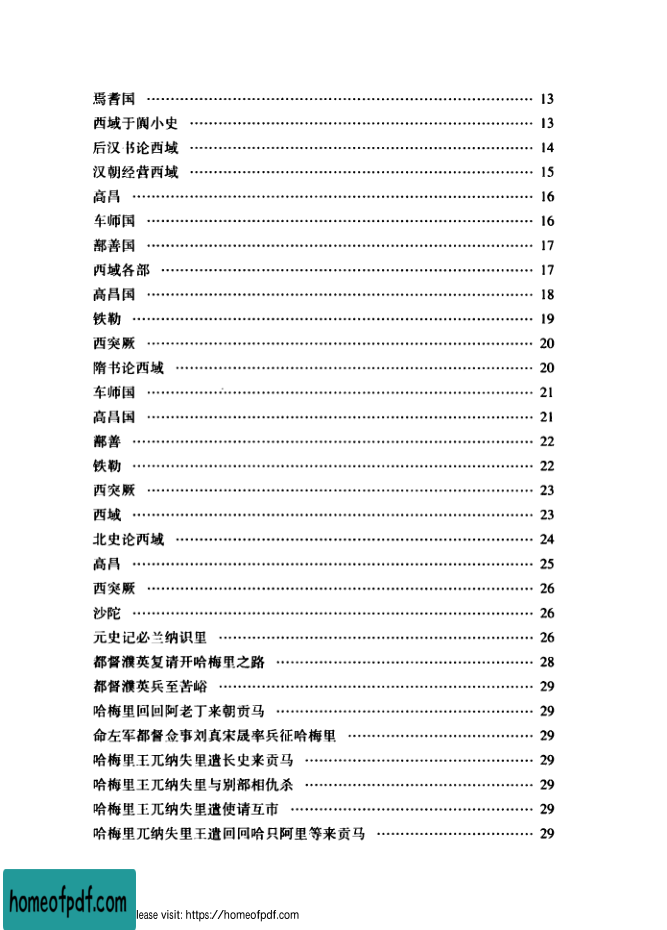 焉耆国 …… 13
西域于阗小史 …… 13
后汉书论西域 …… 14
汉朝经营西域 …… 15
高昌 …… 16
车师国 …… 16
鄯善国 …… 17
西域各部 …… 17
高昌国 …… 18
铁勒 …… 19
西突厥 …… 20
隋书论西域 …… 20
车师国 …… 21
高昌国 …… 21
鄯善 …… 22
铁勒 …… 22
西突厥 …… 23
西域 …… 23
北史论西域 …… 24
高昌 …… 25
西突厥 …… 26
沙陀 …… 26
元史记必兰纳识里 …… 26
都督濮英复请开哈梅里之路 …… 28
都督濮英兵至苦峪 …… 29
哈梅里回回阿老丁来朝贡马 …… 29
命左军都督佥事刘真宋晟率兵征哈梅里 …… 29
哈梅里王兀纳失里遣长史来贡马 …… 29
哈梅里王兀纳失里与别部相仇杀 …… 29
哈梅里王兀纳失里遣使请互市 …… 29
哈梅里兀纳失里王遣回回哈只阿里等来贡马 …… 29
homeofpdf.com
lease visit: https://homeofpdf.com